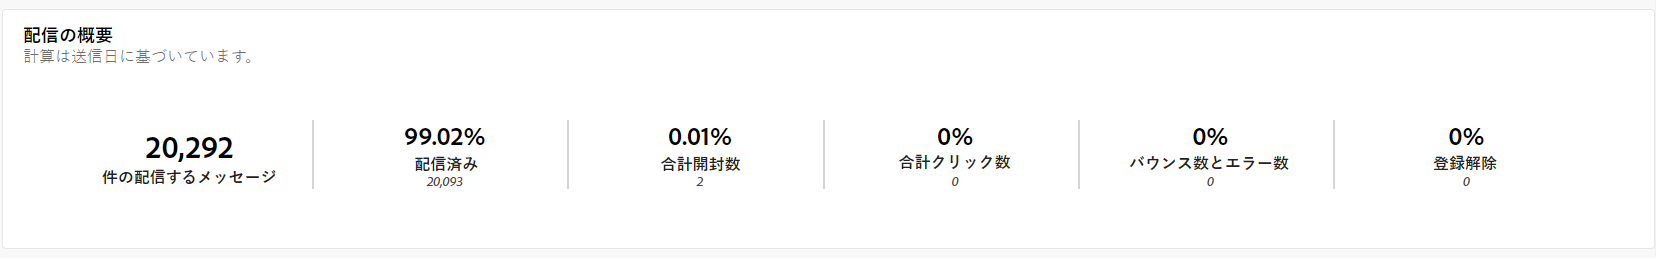 配信の概要
計算は送信日に基づいています。
20,292
件の配信するメッセージ
99.02%
配信済み
20,093
0.01%
合計開封数
2
0%
合計クリック数
0
0%
バウンス数とエラー数
0
0%
登録解除
0